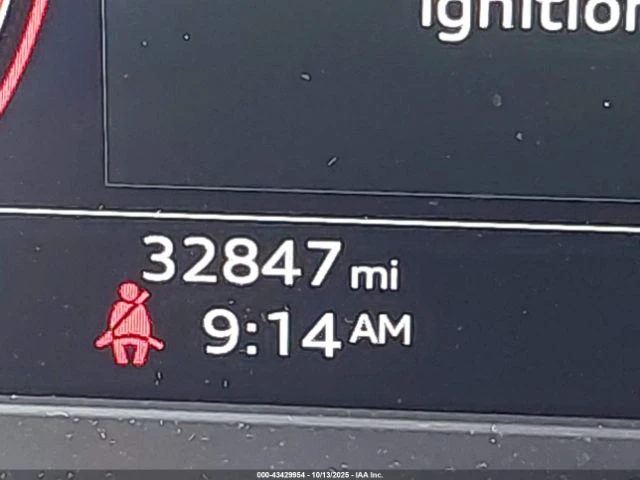 ignition
32847 mi
9:14 AM
000-43429954 - 10/13/2025 - IAA Inc.